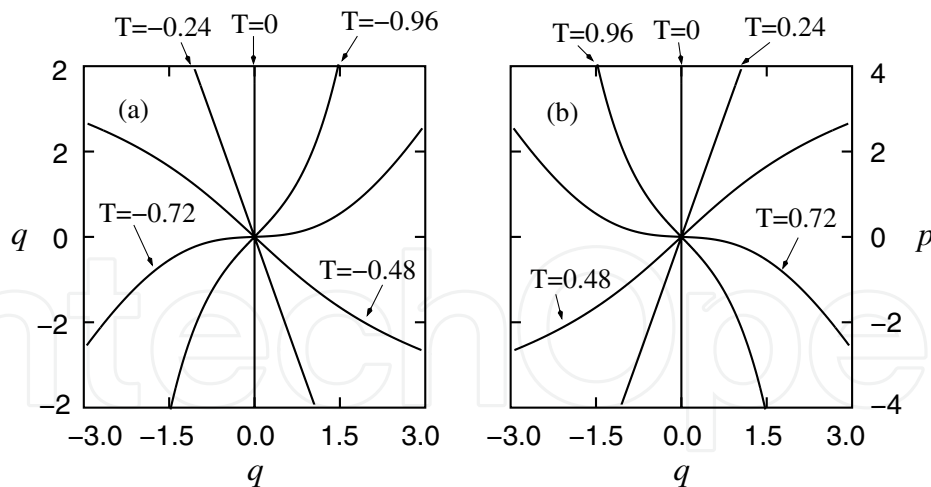 T=−0.24 T=0 T=−0.96
T=0.96 T=0 T=0.24
2 4
(a) (b)
2 2
T=−0.72 T=0.72
q 0 0 p
T=−0.48 T=0.48
−2 −2
−2 −4
−3.0 −1.5 0.0 1.5 3.0
−3.0 −1.5 0.0 1.5 3.0
q q
ntechOpe